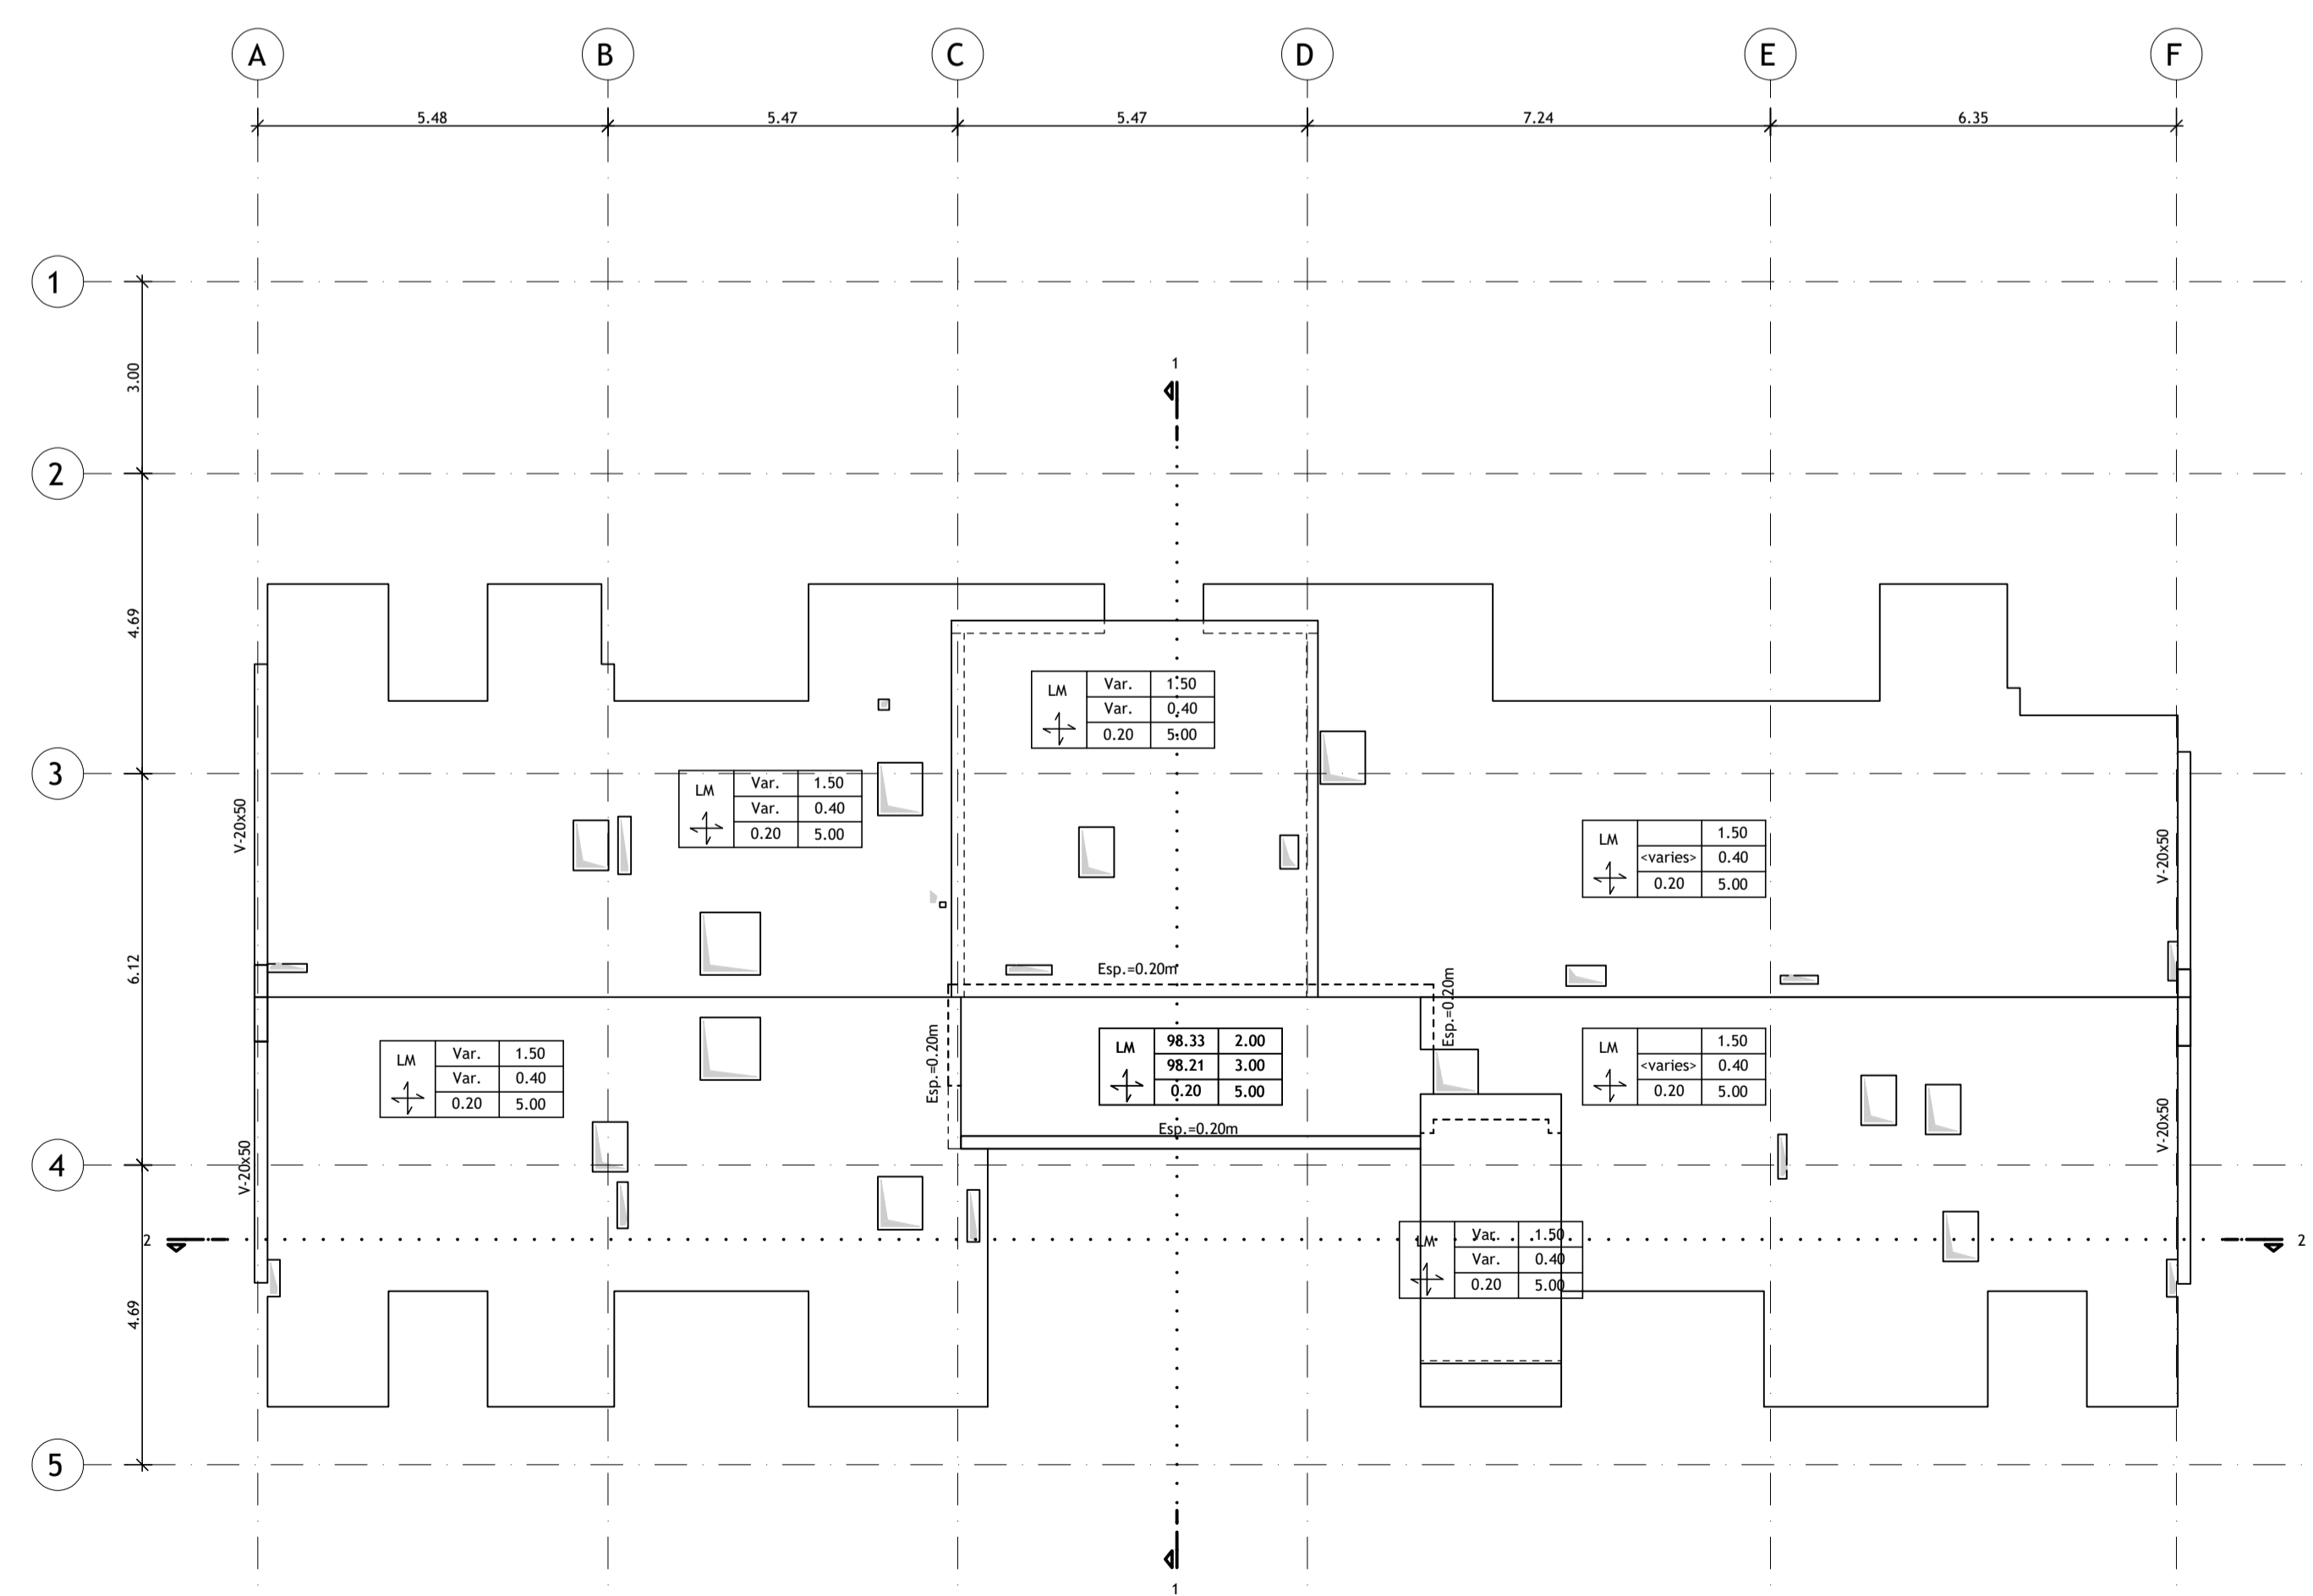 A B C D E F
5.48 5.47 5.47 7.24 6.35
1
3.00
1
2
4.69
LM Var. 1.50
Var. 0.40
0.20 5.00
3
LM Var. 1.50
Var. 0.40
0.20 5.00
V-20x50
LM 1.50
<varies> 0.40
0.20 5.00
V-20x50
6.12
Esp.=0.20m
Esp.=0.20m
Esp.=0.20m
LM 98.33 2.00
98.21 3.00
0.20 5.00
LM 1.50
<varies> 0.40
0.20 5.00
LM Var. 1.50
Var. 0.40
0.20 5.00
Esp.=0.20m
V-20x50
V-20x50
4
2 2
LM Var. 1.50
Var. 0.40
0.20 5.00
4.69
5
1